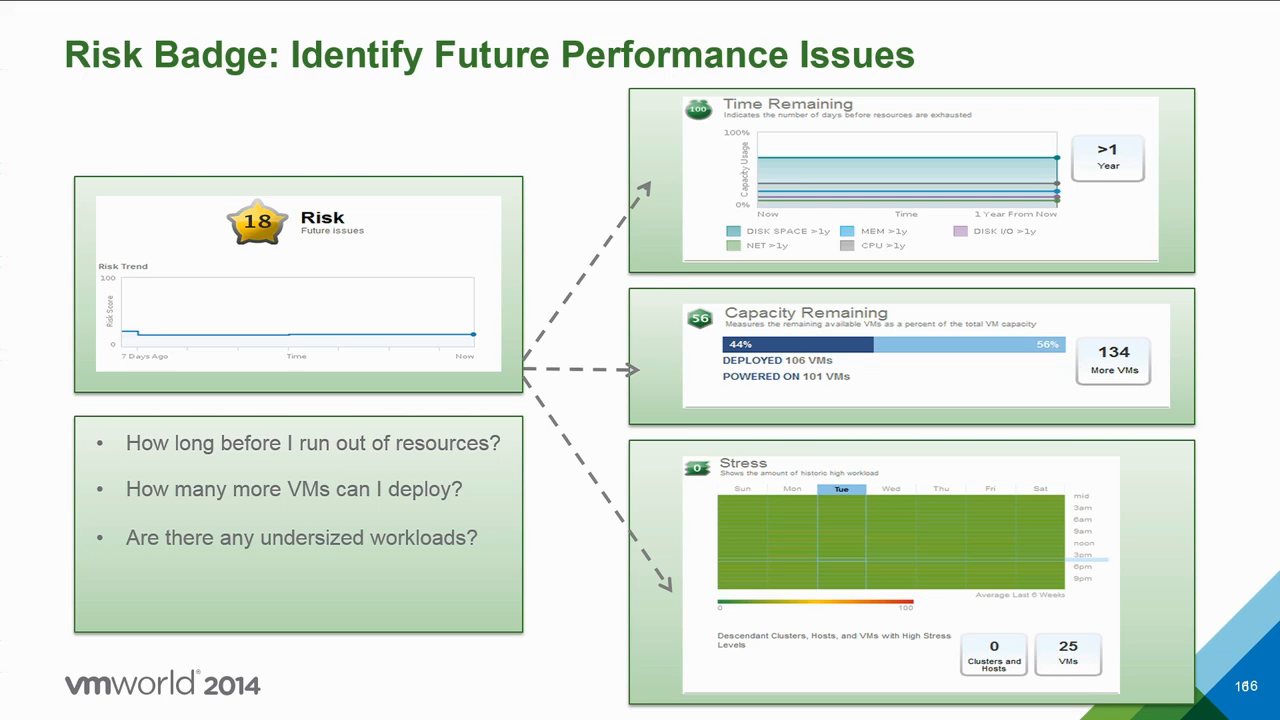 Risk Badge: Identify Future Performance Issues
18
Risk
Future issues
Risk Trend
100
Risk Score
0
7 Days Ago
Time
Now
• How long before I run out of resources?
• How many more VMs can I deploy?
• Are there any undersized workloads?
100
Time Remaining
Indicates the number of days before resources are exhausted
100%
Capacity Usage
0%
Now
Time
1 Year From Now
>1
Year
DISK SPACE >1y
MEM >1y
DISK I/O >1y
NET >1y
CPU >1y
56
Capacity Remaining
Measures the remaining available VMs as a percent of the total VM capacity
44%
56%
DEPLOYED 106 VMs
POWERED ON 101 VMs
134
More VMs
0
Stress
Shows the amount of historic high workload
Sun Mon Tue Wed Thu Fri Sat
mid
3am
6am
9am
noon
3pm
6pm
9pm
Average Last 6 Weeks
0
100
Descendant Clusters, Hosts, and VMs with High Stress
Levels
0
Clusters and
Hosts
25
VMs
vmworld® 2014
16